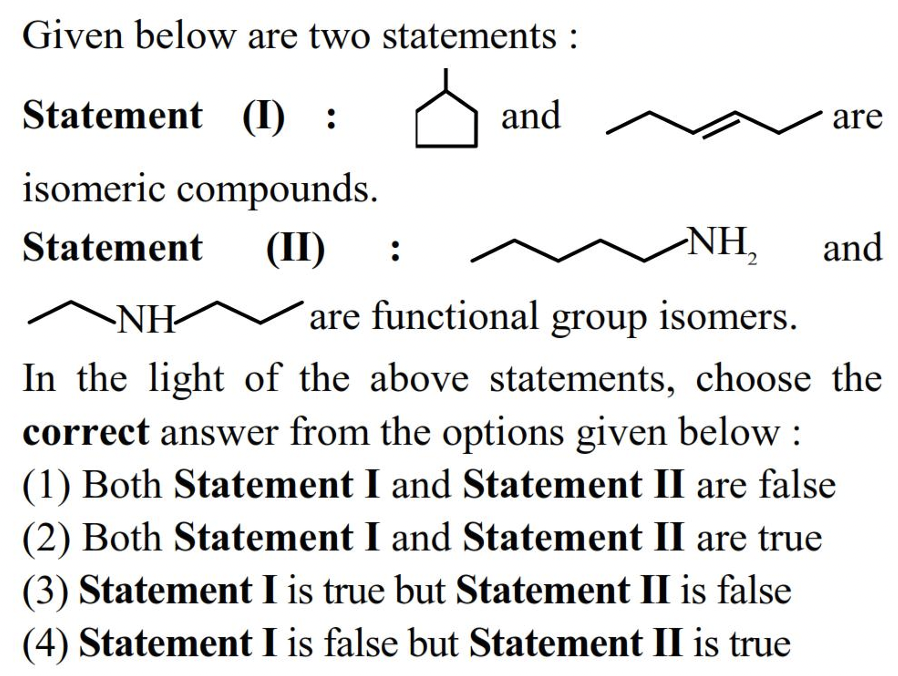 Given below are two statements :
Statement (I) : and are
isomeric compounds.
Statement (II) : NH₂ and
NH are functional group isomers.
In the light of the above statements, choose the
correct answer from the options given below :
(1) Both Statement I and Statement II are false
(2) Both Statement I and Statement II are true
(3) Statement I is true but Statement II is false
(4) Statement I is false but Statement II is true